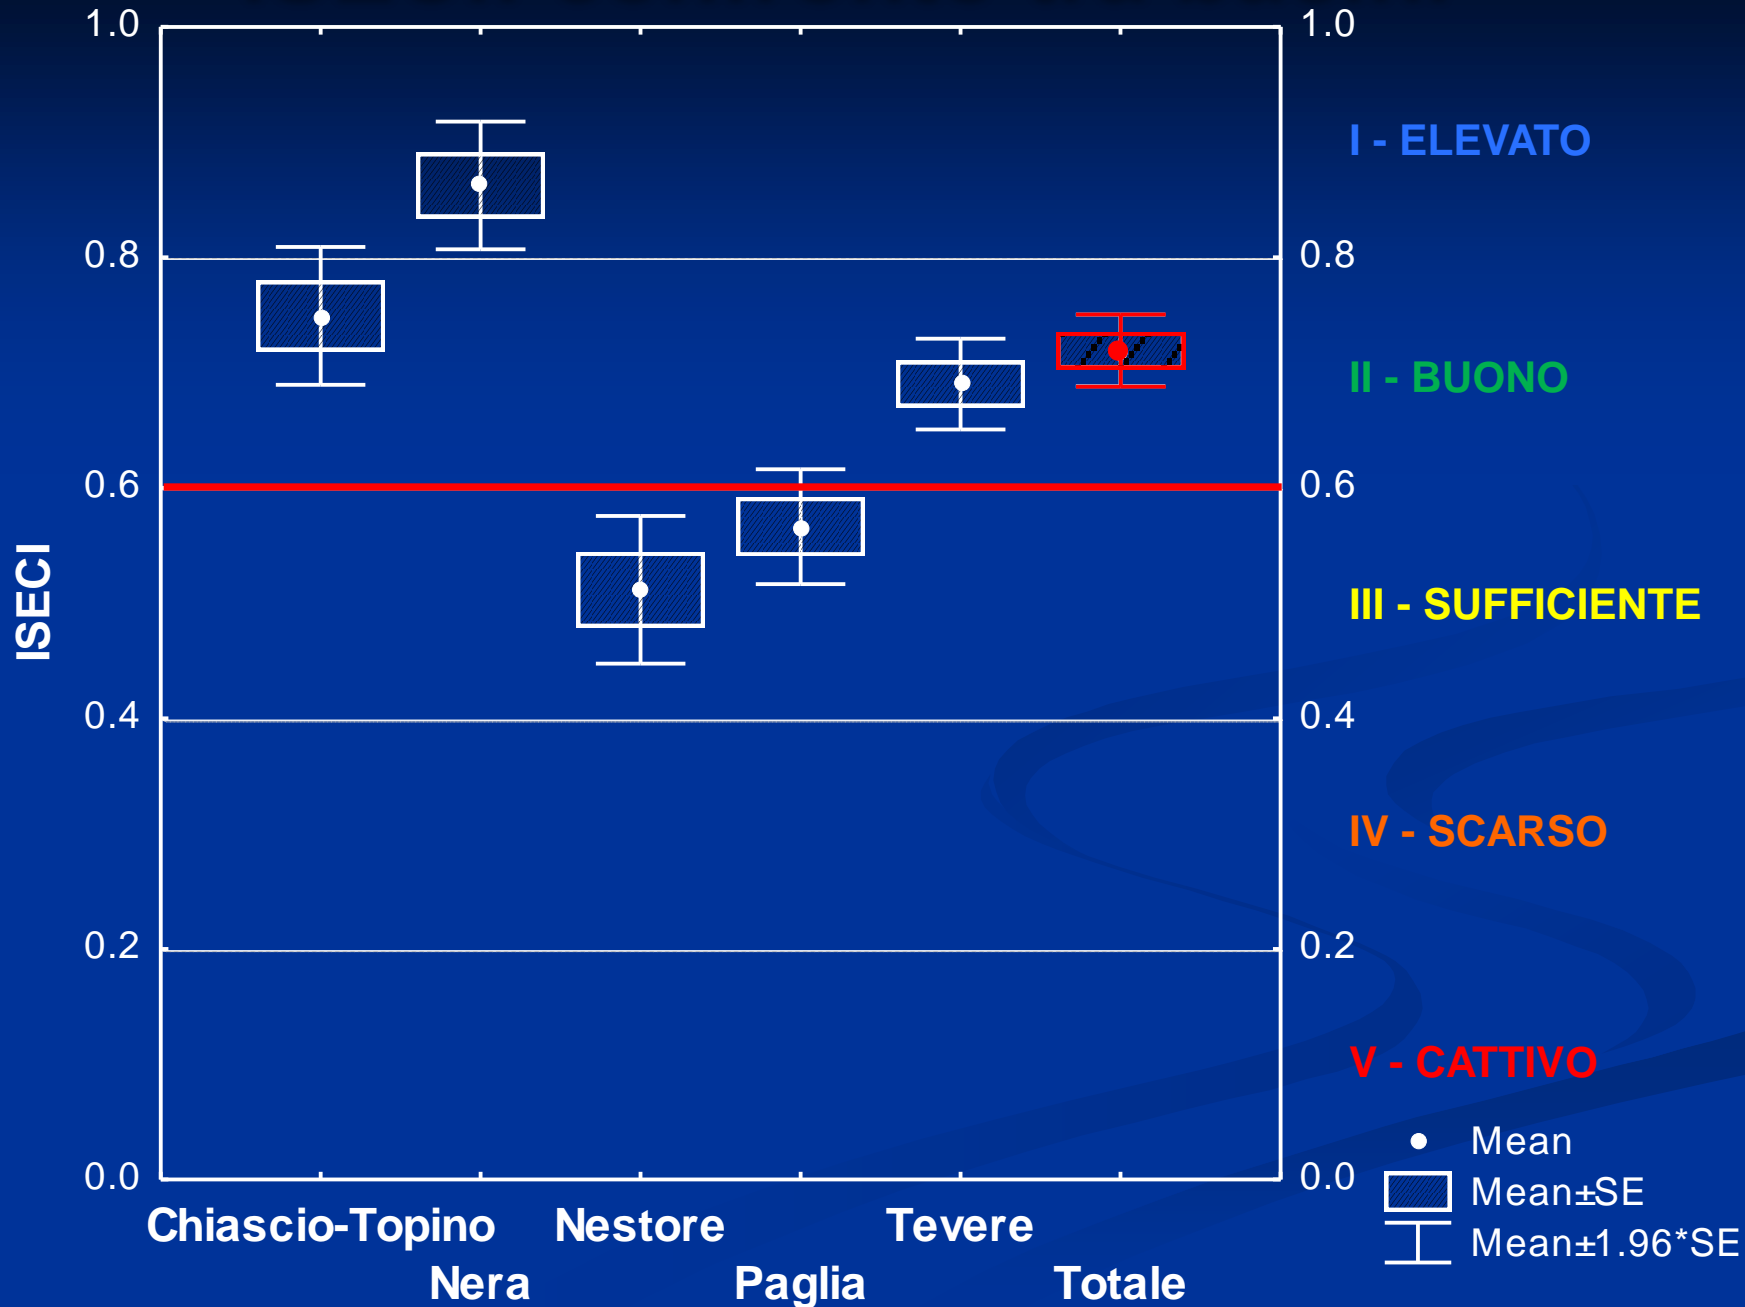 1.0
0.8
0.6
0.4
0.2
0.0
ISECI
1.0
0.8
0.6
0.4
0.2
0.0
I - ELEVATO
II - BUONO
III - SUFFICIENTE
IV - SCARSO
V - CATTIVO
Mean
Mean±SE
Mean±1.96*SE
Chiascio-Topino
Nera
Nestore
Paglia
Tevere
Totale